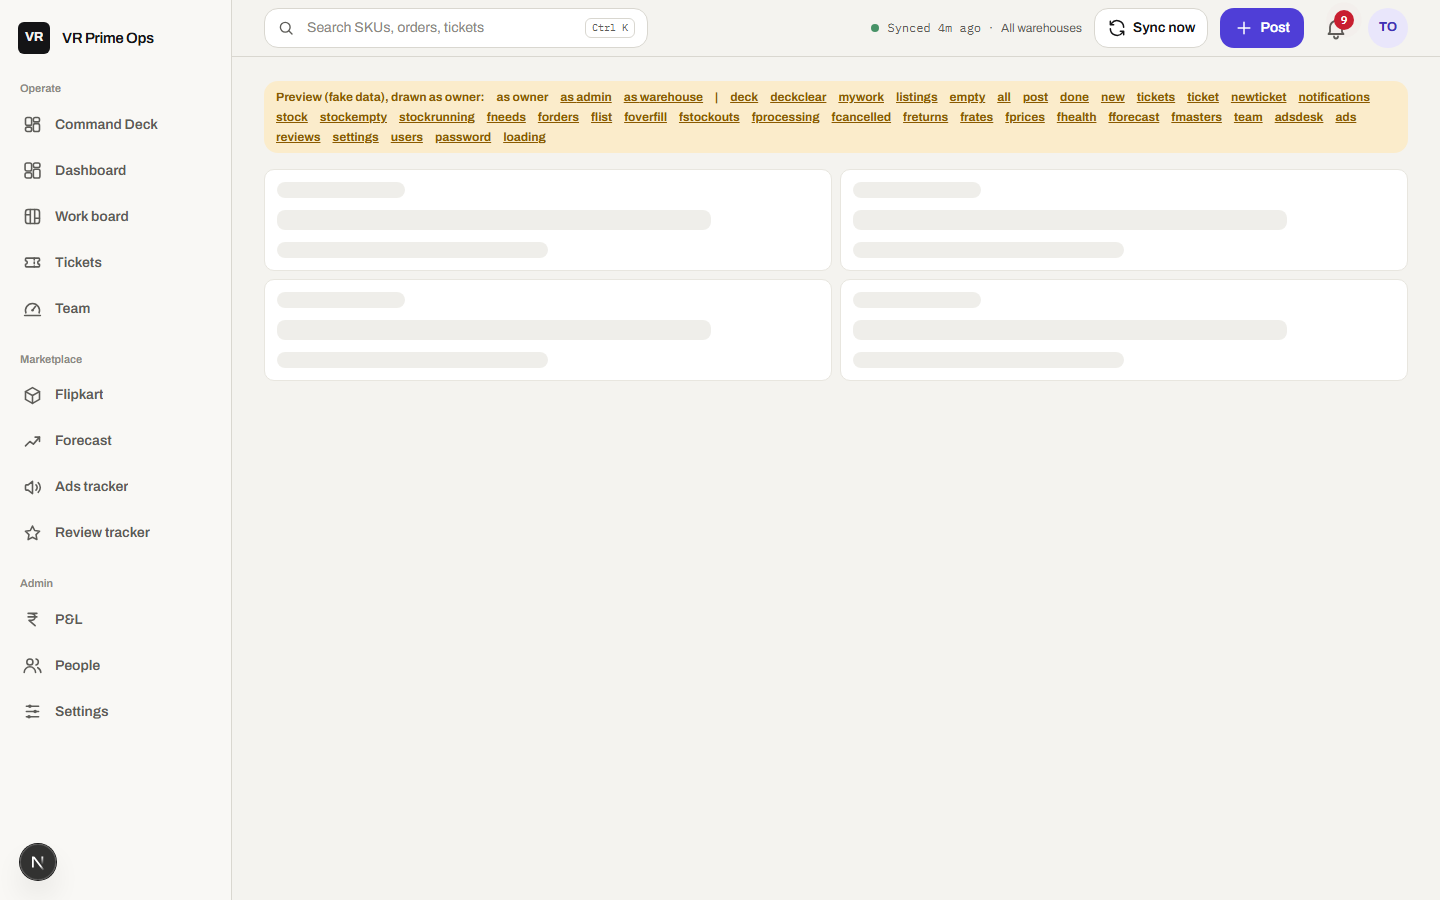 VR
VR Prime Ops
Search SKUs, orders, tickets
Ctrl K
Synced 4m ago · All warehouses
Sync now
Post
9
TO
Operate
Command Deck
Dashboard
Work board
Tickets
Team
Marketplace
Flipkart
Forecast
Ads tracker
Review tracker
Admin
P&L
People
Settings
N
Preview (fake data), drawn as owner: as owner as admin as warehouse | deck deckclear mywork listings empty all post done new tickets ticket newticket notifications
stock stockempty stockrunning fneeds forders flist foverfill fstockouts fprocessing fcancelled freturns frates fprices fhealth fforecast fmasters team adsdesk ads
reviews settings users password loading